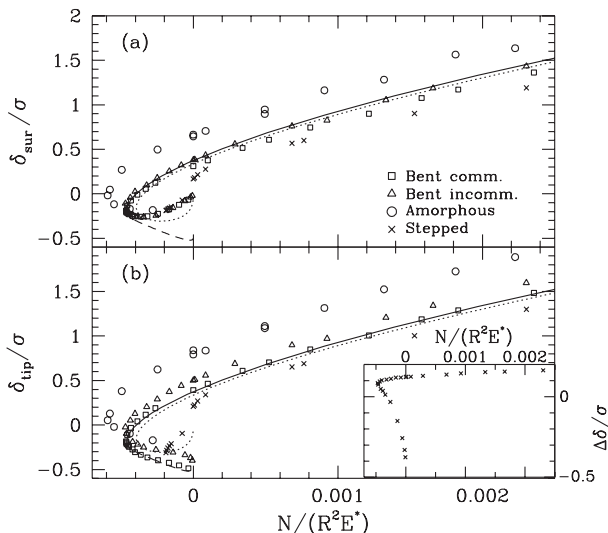 2
(a)
1.5
1
0.5
0
−0.5
δsur/σ
□ Bent comm.
△ Bent incomm.
○ Amorphous
× Stepped
(b)
1.5
1
0.5
0
−0.5
δtip/σ
N/(R²E*)
0 0.001 0.002
0
−0.5
Δδ/σ
0 0.001 0.002
N/(R²E*)